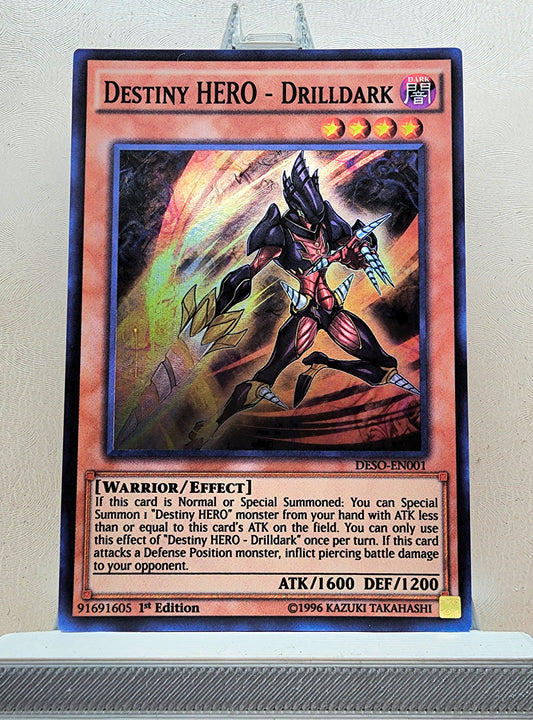 DESTINY HERO - DRILLDARK
DARK
闇
DESO-EN001
[WARRIOR/EFFECT]
If this card is Normal or Special Summoned: You can Special
Summon 1 "Destiny HERO" monster from your hand with ATK less
than or equal to this card's ATK on the field. You can only use
this effect of "Destiny HERO - Drilldark" once per turn. If this card
attacks a Defense Position monster, inflict piercing battle damage
to your opponent.
ATK/1600 DEF/1200
91691605 1st Edition ©1996 KAZUKI TAKAHASHI